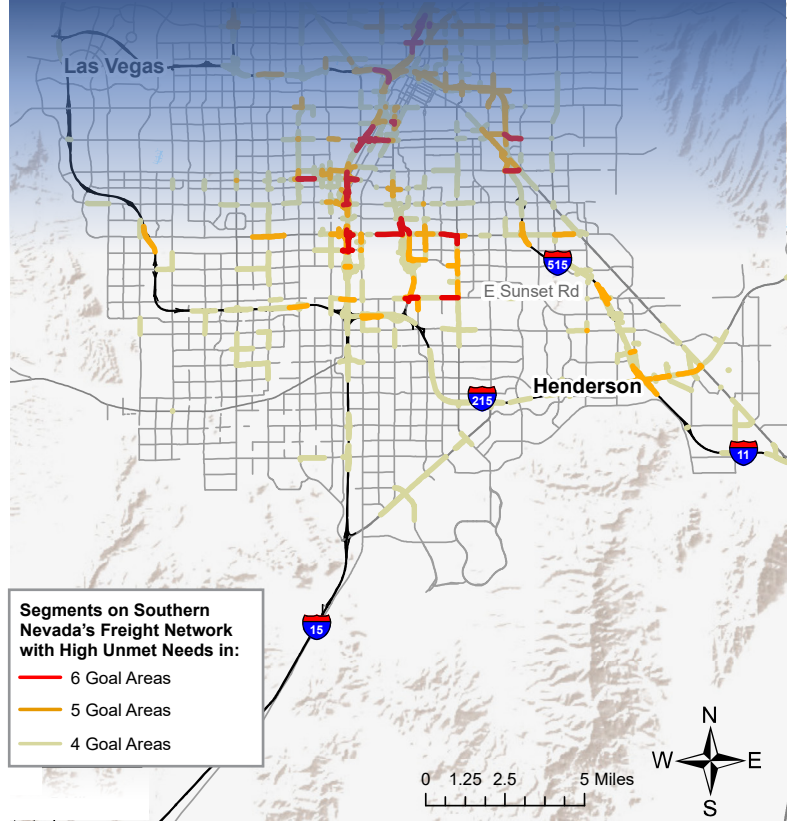 Las Vegas
515
E Sunset Rd
Henderson
215
11
15
Segments on Southern
Nevada's Freight Network
with High Unmet Needs in:
6 Goal Areas
5 Goal Areas
4 Goal Areas
N
W E
S
0 1.25 2.5 5 Miles